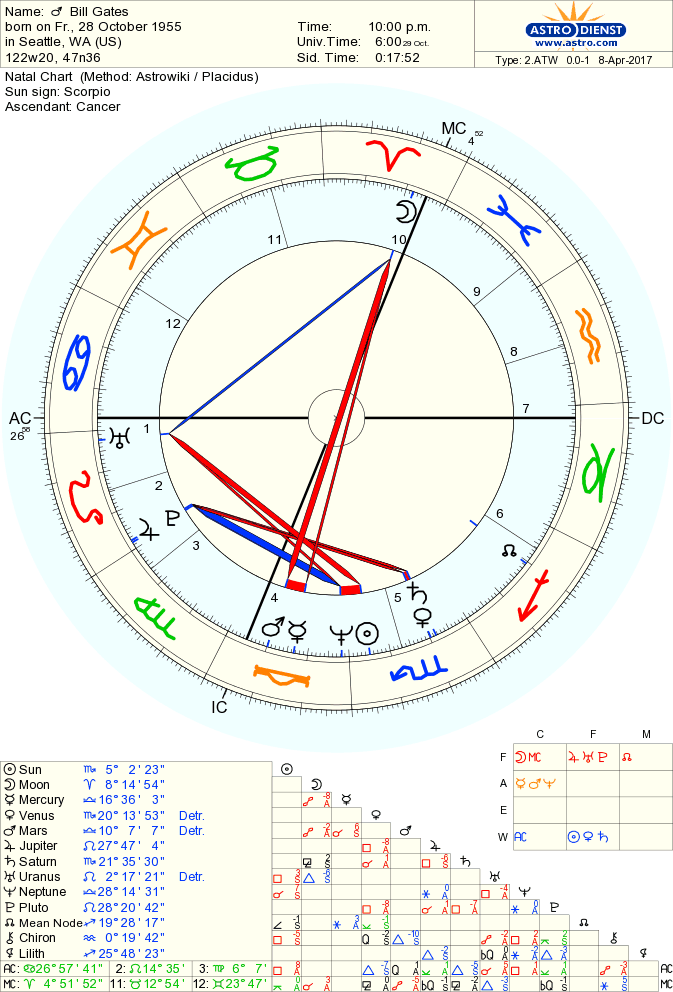 Name: ♂ Bill Gates
born on Fr., 28 October 1955
in Seattle, WA (US)
122w20, 47n36
Time: 10:00 p.m.
Univ.Time: 6:00 29 Oct.
Sid. Time: 0:17:52
ASTRO DIENST
www.astro.com
Type: 2.ATW 0.0-1 8-Apr-2017
Natal Chart (Method: Astrowiki / Placidus)
Sun sign: Scorpio
Ascendant: Cancer
MC 4 52
10
11
9
12
8
AC
26 58
1
7
DC
2
6
3
4
5
IC
C F M
F ☽ MC ♃ ♅ ♇ ☊
A ☿ ♂ ♆
E
W AC ☉ ♀ ♄
☉ Sun ♏ 5° 2'23"
☽ Moon ♈ 8°14'54"
☿ Mercury ♎ 16°36' 3"
♀ Venus ♏ 20°13'53" Detr.
♂ Mars ♎ 10° 7' 7" Detr.
♃ Jupiter ♌ 27°47' 4"
♄ Saturn ♏ 21°35'30"
♅ Uranus ♌ 2°17'21" Detr.
♆ Neptune ♎ 28°14'31"
♇ Pluto ♌ 28°20'42"
☊ Mean Node ♐ 19°28'17"
⚷ Chiron ♒ 0°19'42"
⚸ Lilith ♐ 25°48'23"
AC: ♋ 26°57'41" 2: ♌ 14°35' 3: ♍ 6° 7'
MC: ♈ 4°51'52" 11: ♉ 12°54' 12: ♊ 23°47'
AC
MC